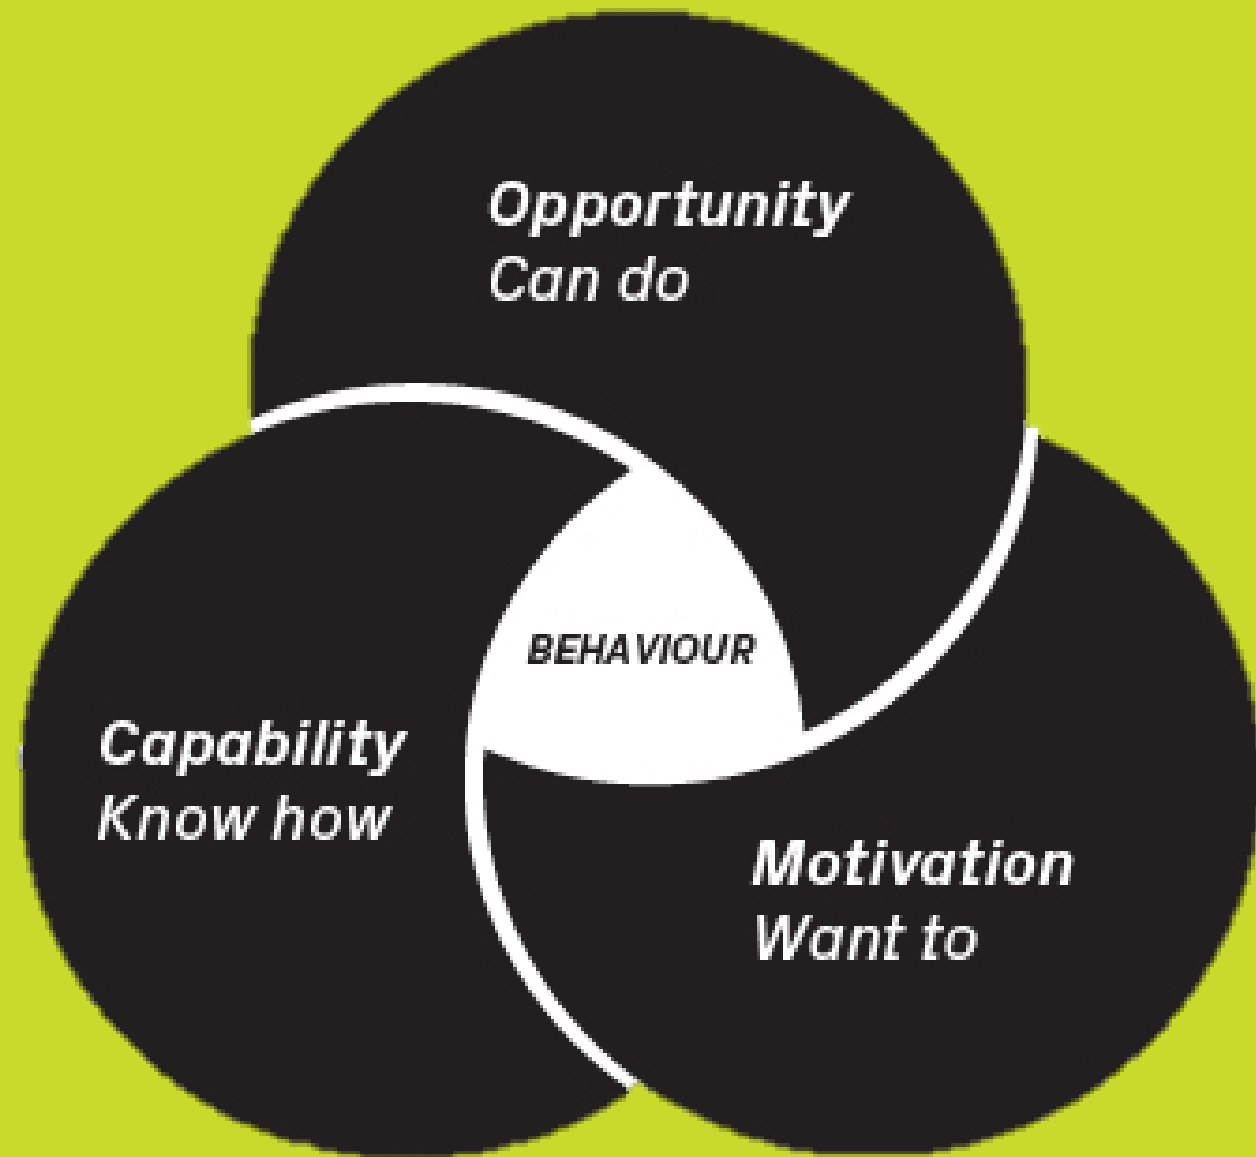 Opportunity
Can do
BEHAVIOUR
Capability
Know how
Motivation
Want to